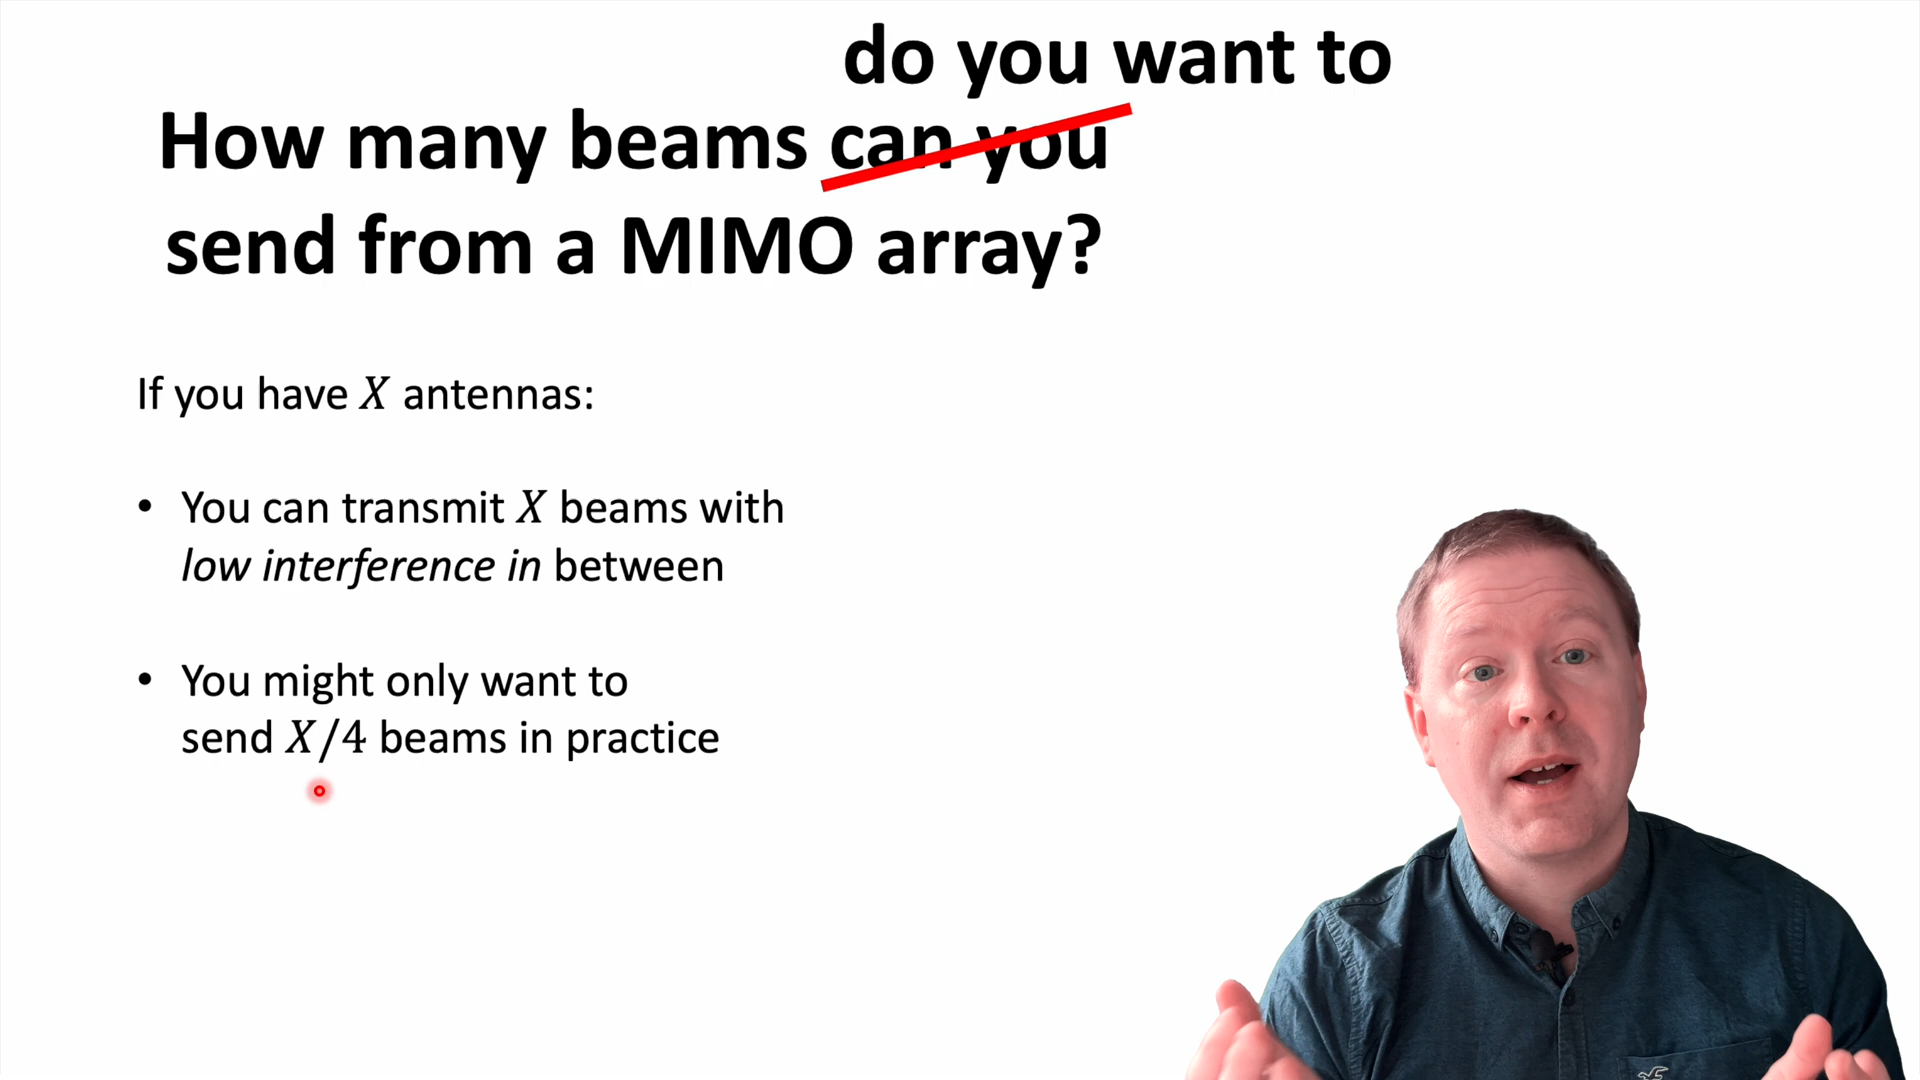 do you want to
How many beams can you
send from a MIMO array?
If you have X antennas:
• You can transmit X beams with
low interference in between
• You might only want to
send X/4 beams in practice